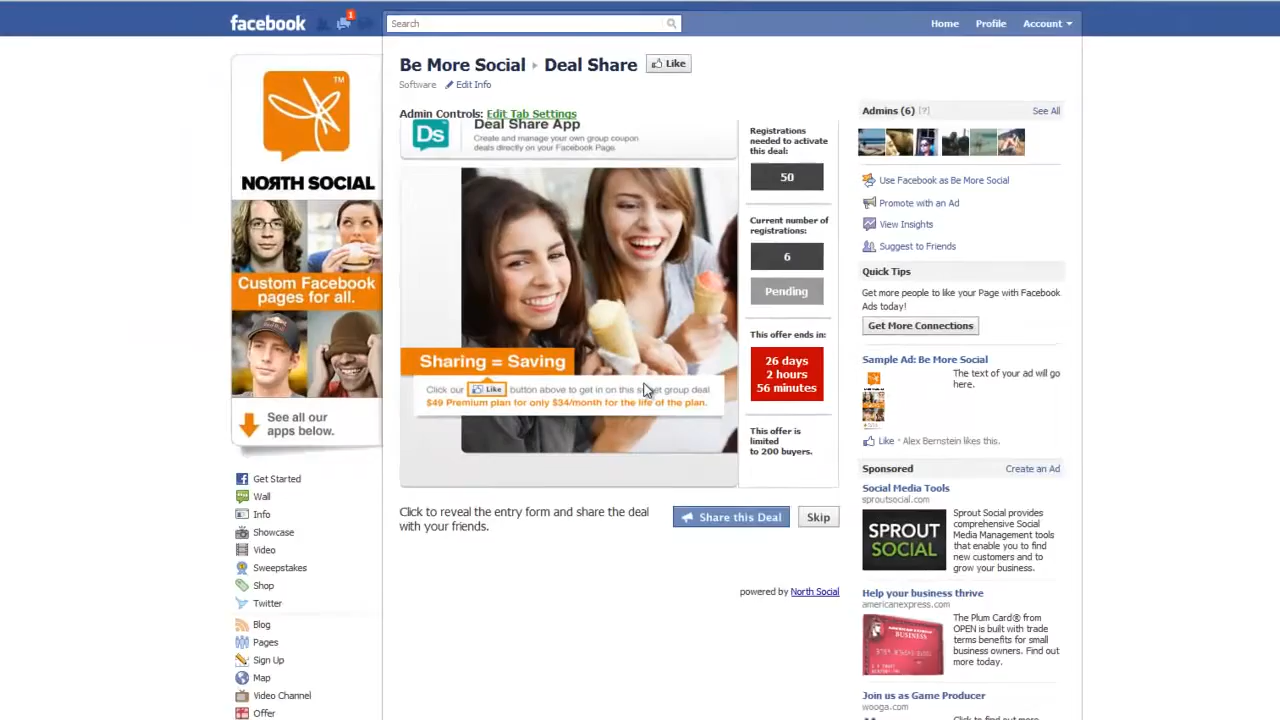 facebook
1
Search
Home
Profile
Account
Be More Social
Deal Share
Like
Software
Edit Info
Admin Controls: Edit Tab Settings
Ds
Deal Share App
Create and manage your own group coupon
deals directly on your Facebook Page.
Sharing = Saving
Click our Like button above to get in on this secret group deal
$49 Premium plan for only $34/month for the life of the plan.
Registrations
needed to activate
this deal:
50
Current number of
registrations:
6
Pending
This offer ends in:
26 days
2 hours
56 minutes
This offer is
limited
to 200 buyers.
Click to reveal the entry form and share the deal
with your friends.
Share this Deal
Skip
powered by North Social
TM
NORTH SOCIAL
Custom Facebook
pages for all.
See all our
apps below.
Get Started
Wall
Info
Showcase
Video
Sweepstakes
Shop
Twitter
Blog
Pages
Sign Up
Map
Video Channel
Offer
Admins (6) [?]
See All
Use Facebook as Be More Social
Promote with an Ad
View Insights
Suggest to Friends
Quick Tips
Get more people to like your Page with Facebook
Ads today!
Get More Connections
Sample Ad: Be More Social
The text of your ad will go
here.
Like · Alex Bernstein likes this.
Sponsored
Create an Ad
Social Media Tools
sproutsocial.com
SPROUT
SOCIAL
Sprout Social provides
comprehensive Social
Media Management tools
that enable you to find
new customers and to
grow your business.
Help your business thrive
americanexpress.com
BUSINESS
The Plum Card® from
OPEN is built with trade
terms benefits for small
business owners. Find out
more today.
Join us as Game Producer
wooga.com